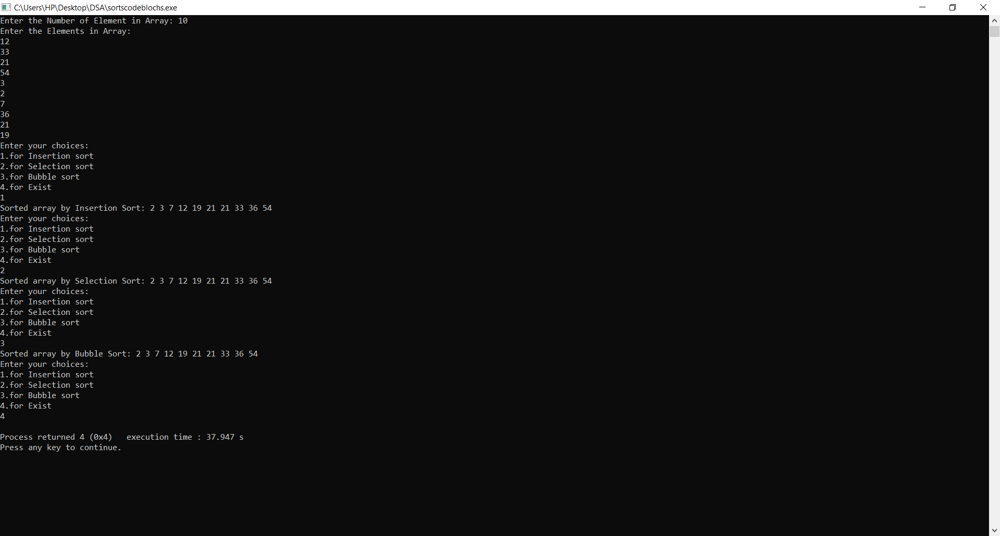 C:\Users\HP\Desktop\DSA\sortscodeblochs.exe
Enter the Number of Element in Array: 10
Enter the Elements in Array:
12
33
21
54
3
2
7
36
21
19
Enter your choices:
1.for Insertion sort
2.for Selection sort
3.for Bubble sort
4.for Exist
1
Sorted array by Insertion Sort: 2 3 7 12 19 21 21 33 36 54
Enter your choices:
1.for Insertion sort
2.for Selection sort
3.for Bubble sort
4.for Exist
2
Sorted array by Selection Sort: 2 3 7 12 19 21 21 33 36 54
Enter your choices:
1.for Insertion sort
2.for Selection sort
3.for Bubble sort
4.for Exist
3
Sorted array by Bubble Sort: 2 3 7 12 19 21 21 33 36 54
Enter your choices:
1.for Insertion sort
2.for Selection sort
3.for Bubble sort
4.for Exist
4
Process returned 4 (0x4)   execution time : 37.947 s
Press any key to continue.